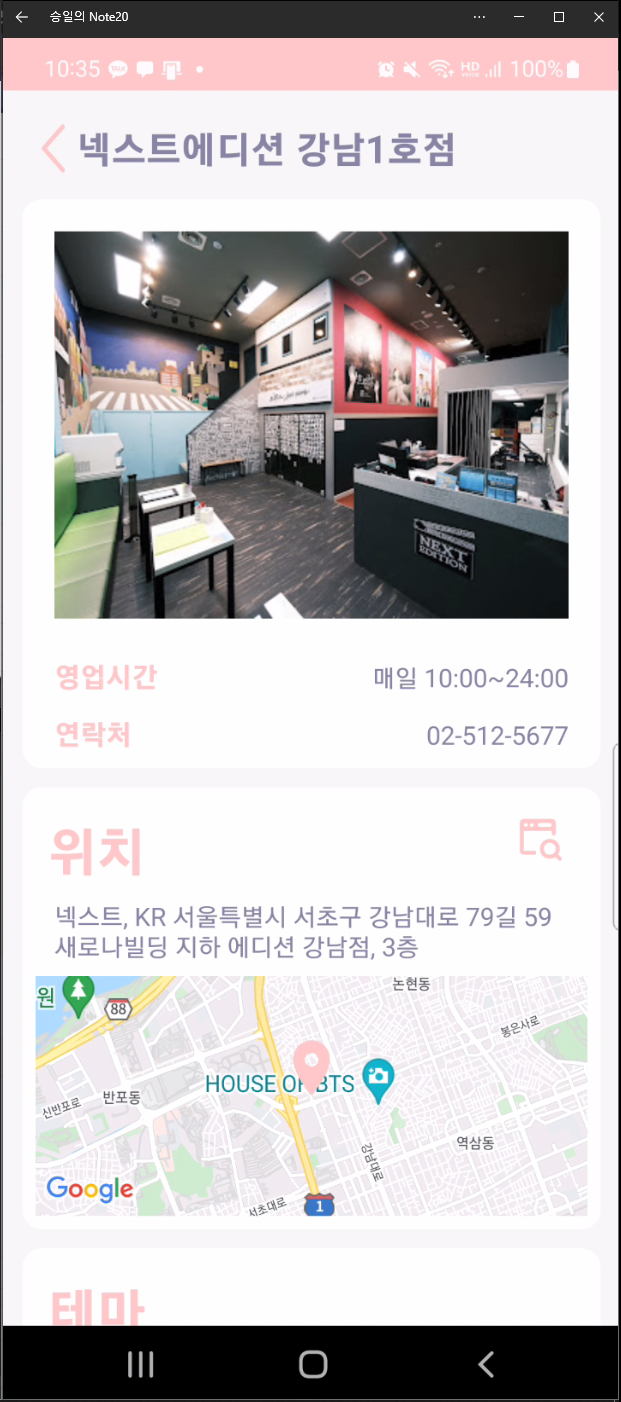 승일의 Note20
10:35
HD
100%
넥스트에디션 강남1호점
NEXT
EDITION
영업시간
매일 10:00~24:00
연락처
02-512-5677
위치
넥스트, KR 서울특별시 서초구 강남대로 79길 59
새로나빌딩 지하 에디션 강남점, 3층
원
88
논현동
봉은사로
HOUSE OF BTS
신반포로
반포동
강남대로
역삼동
Google
서초대로
1
테마